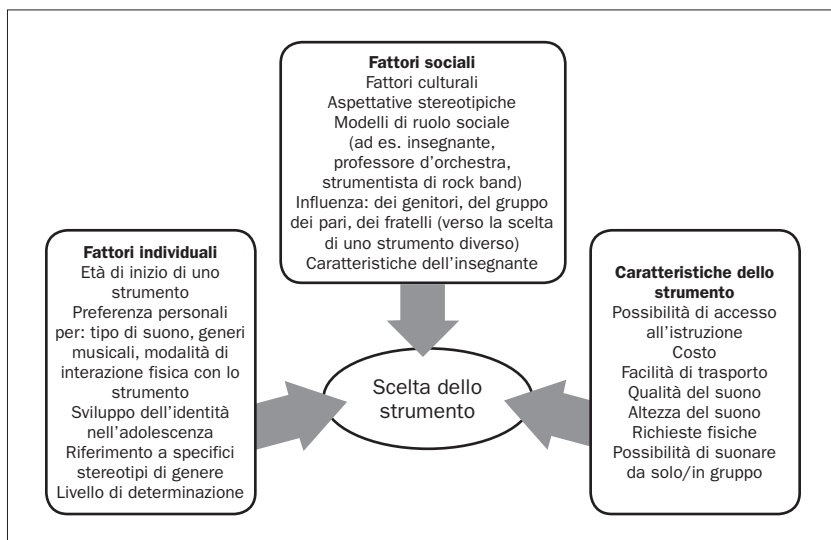 Fattori sociali
Fattori culturali
Aspettative stereotipiche
Modelli di ruolo sociale
(ad es. insegnante,
professore d'orchestra,
strumentista di rock band)
Influenza: dei genitori, del gruppo
dei pari, dei fratelli (verso la scelta
di uno strumento diverso)
Caratteristiche dell'insegnante
Fattori individuali
Età di inizio di uno
strumento
Preferenza personali
per: tipo di suono, generi
musicali, modalità di
interazione fisica con lo
strumento
Sviluppo dell'identità
nell'adolescenza
Riferimento a specifici
stereotipi di genere
Livello di determinazione
Scelta dello
strumento
Caratteristiche dello
strumento
Possibilità di accesso
all'istruzione
Costo
Facilità di trasporto
Qualità del suono
Altezza del suono
Richieste fisiche
Possibilità di suonare
da solo/in gruppo